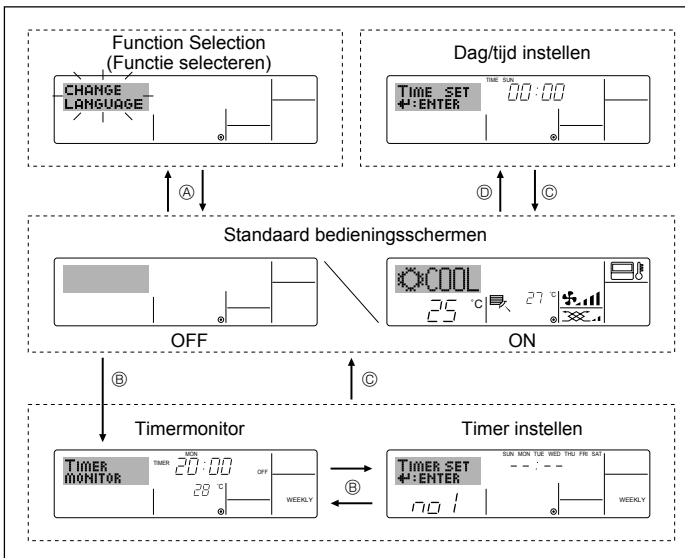 Function Selection
(Functie selecteren)
CHANGE
LANGUAGE
Dag/tijd instellen
TIME SUN
TIME SET 00:00
↵:ENTER
Ⓐ
Ⓓ Ⓒ
Standaard bedieningsschermen
COOL
25 °C 27 °C
OFF ON
Ⓑ Ⓒ
Timermonitor
MON
TIMER
MONITOR
TIMER 20:00 OFF
28 °C
WEEKLY
Ⓑ
Timer instellen
SUN MON TUE WED THU FRI SAT
TIMER SET --:--
↵:ENTER
no 1
WEEKLY